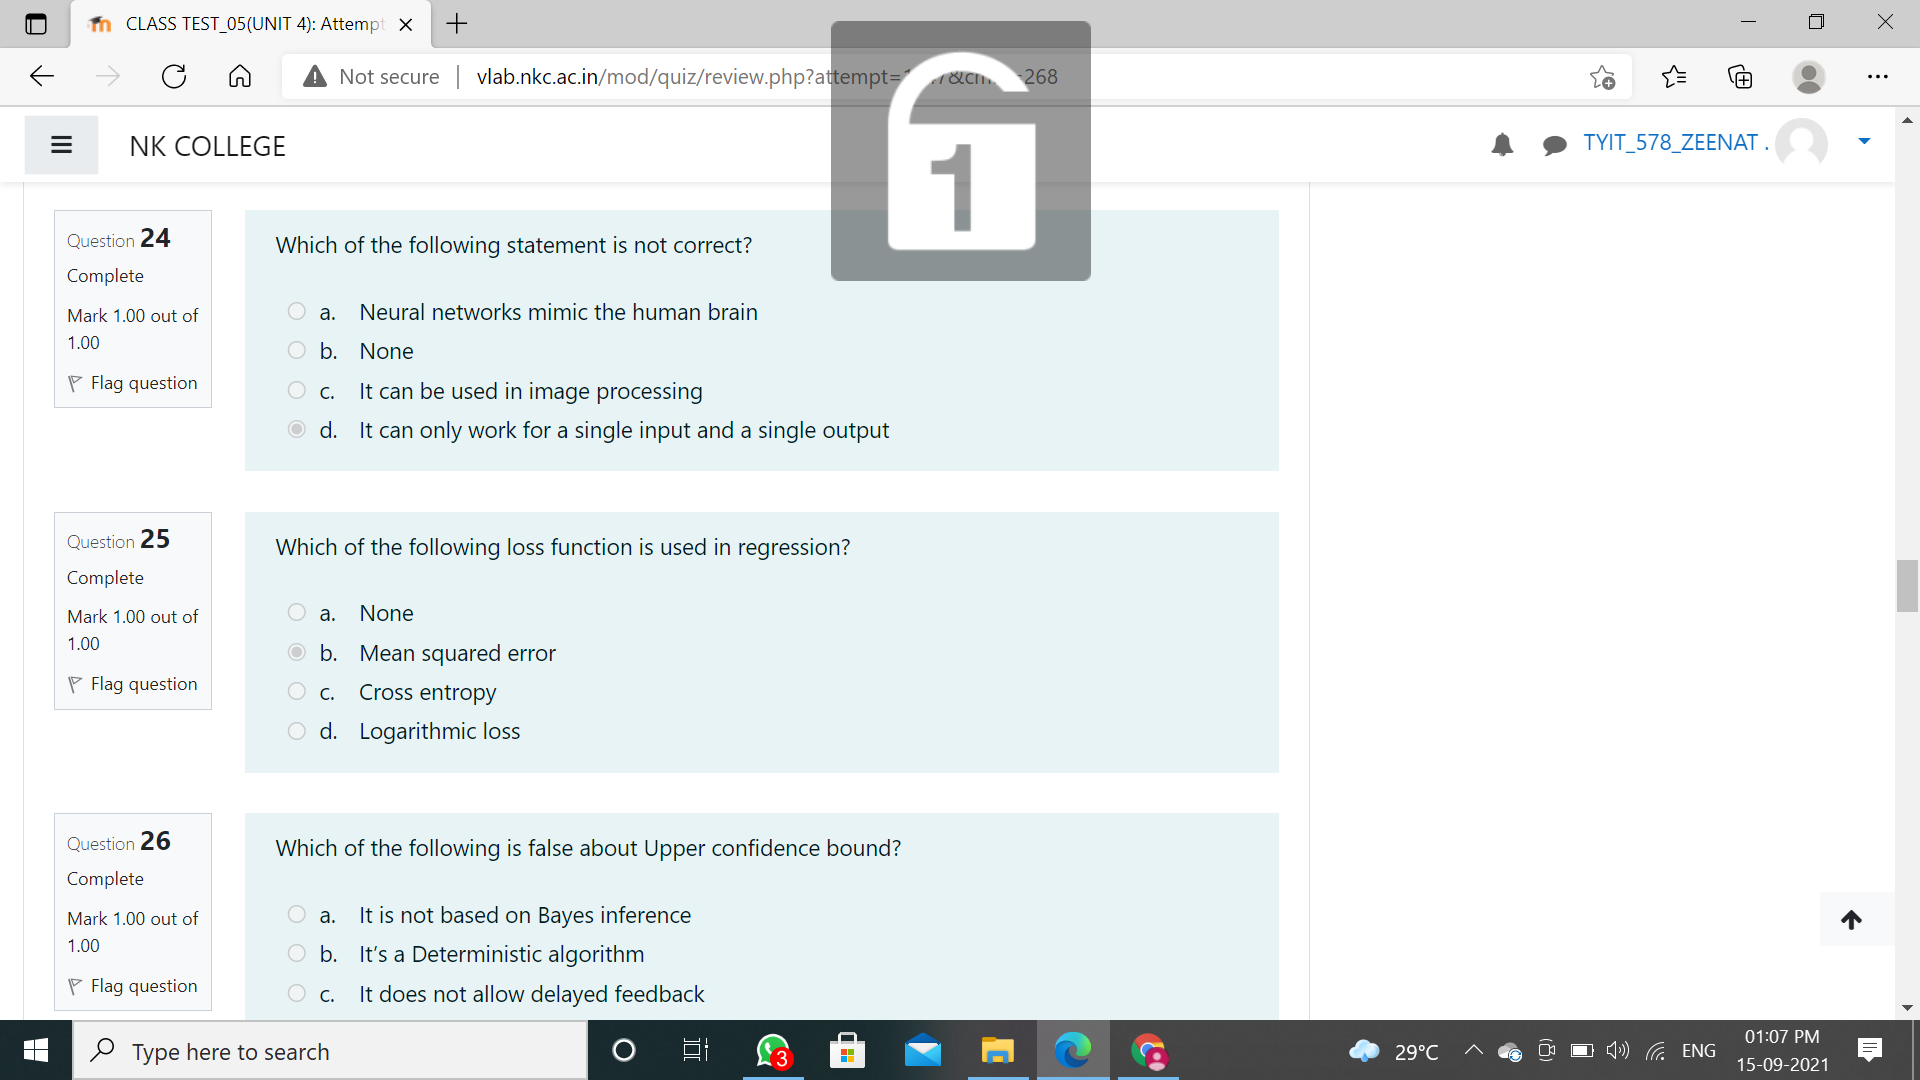 CLASS TEST_05(UNIT 4): Attempt
Not secure | vlab.nkc.ac.in/mod/quiz/review.php?attempt= 268
1
NK COLLEGE
TYIT_578_ZEENAT .
Question 24
Complete
Mark 1.00 out of
1.00
Flag question
Which of the following statement is not correct?
a. Neural networks mimic the human brain
b. None
c. It can be used in image processing
d. It can only work for a single input and a single output
Question 25
Complete
Mark 1.00 out of
1.00
Flag question
Which of the following loss function is used in regression?
a. None
b. Mean squared error
c. Cross entropy
d. Logarithmic loss
Question 26
Complete
Mark 1.00 out of
1.00
Flag question
Which of the following is false about Upper confidence bound?
a. It is not based on Bayes inference
b. It's a Deterministic algorithm
c. It does not allow delayed feedback
Type here to search
3
29°C
ENG
01:07 PM
15-09-2021